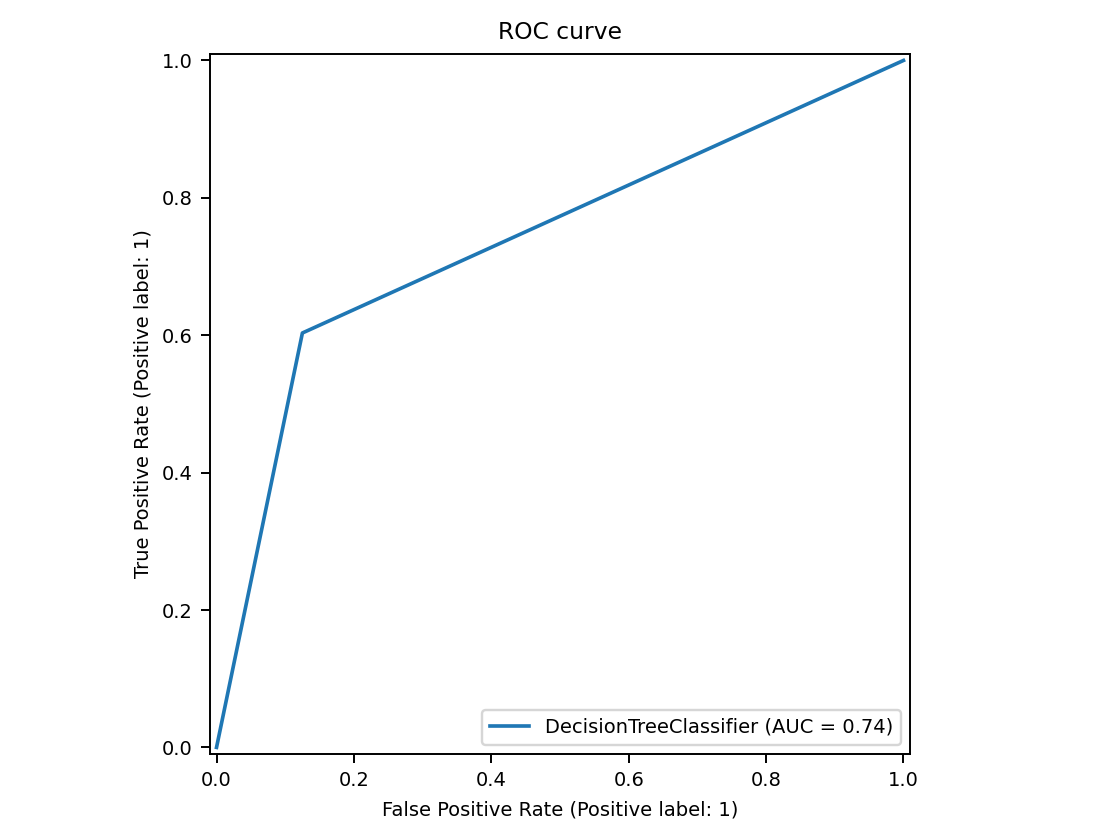 ROC curve
1.0
0.8
0.6
0.4
0.2
0.0
True Positive Rate (Positive label: 1)
DecisionTreeClassifier (AUC = 0.74)
0.0 0.2 0.4 0.6 0.8 1.0
False Positive Rate (Positive label: 1)